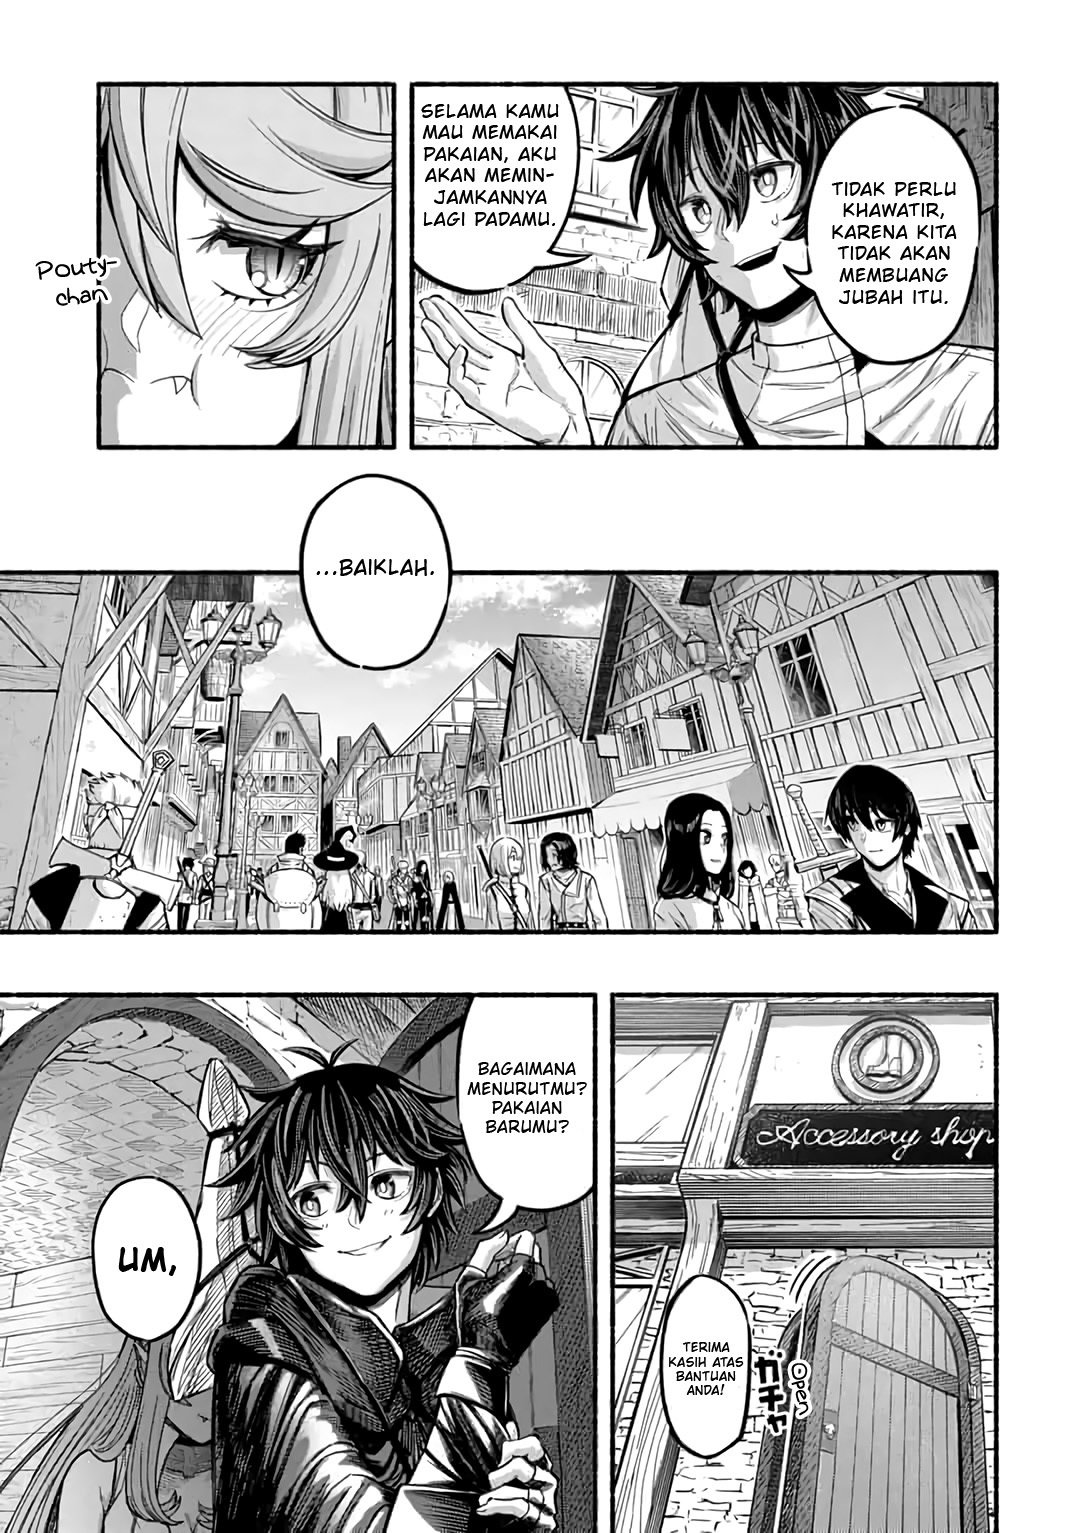 TIDAK PERLU
KHAWATIR,
KARENA KITA
TIDAK AKAN
MEMBUANG
JUBAH ITU.
SELAMA KAMU
MAU MEMAKAI
PAKAIAN, AKU
AKAN MEMIN-
JAMKANNYA
LAGI PADAMU.
Pouty-
chan
...BAIKLAH.
Accessory shop
TERIMA
KASIH ATAS
BANTUAN
ANDA!
ガチャ
Open
BAGAIMANA
MENURUTMU?
PAKAIAN
BARUMU?
UM,